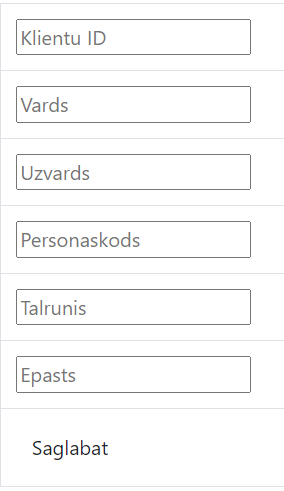 Klientu ID
Vards
Uzvards
Personaskods
Talrunis
Epasts
Saglabat